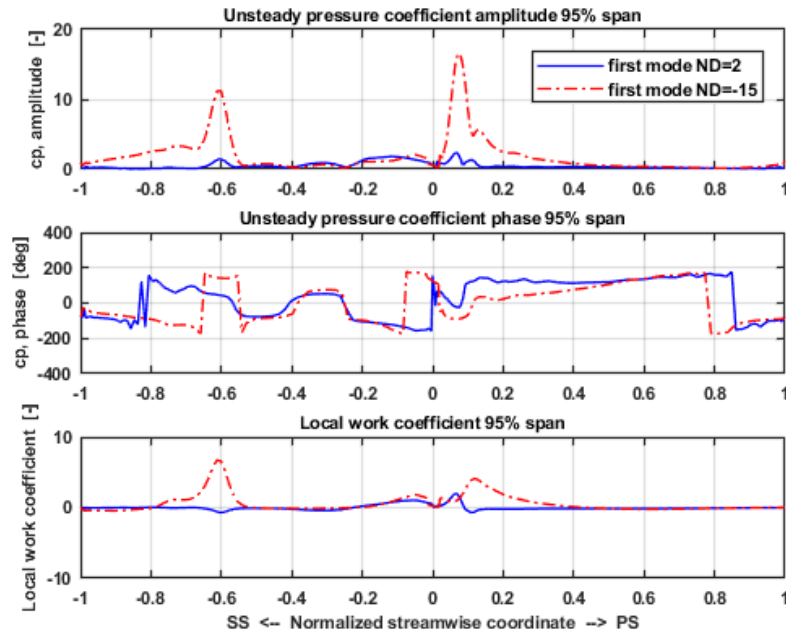 Unsteady pressure coefficient amplitude 95% span
cp, amplitude [-]
20
10
0
first mode ND=2
first mode ND=-15
-1 -0.8 -0.6 -0.4 -0.2 0 0.2 0.4 0.6 0.8 1
Unsteady pressure coefficient phase 95% span
cp, phase [deg]
400
200
0
-200
-400
-1 -0.8 -0.6 -0.4 -0.2 0 0.2 0.4 0.6 0.8 1
Local work coefficient 95% span
Local work coefficient [-]
10
0
-10
-1 -0.8 -0.6 -0.4 -0.2 0 0.2 0.4 0.6 0.8 1
SS <-- Normalized streamwise coordinate --> PS